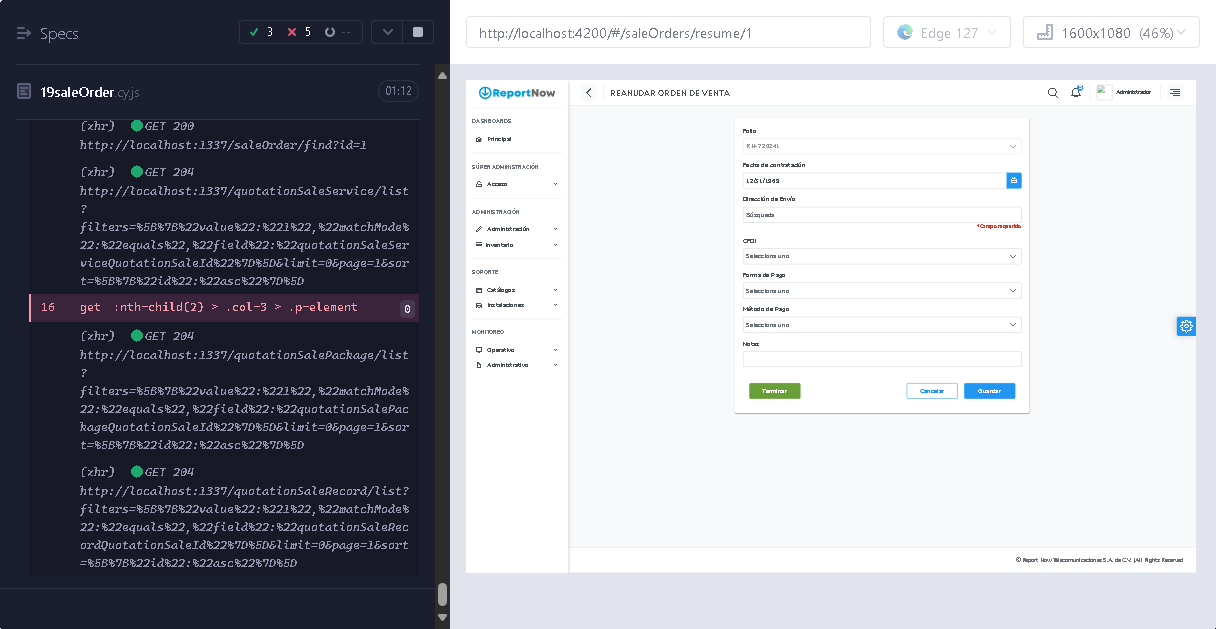 Specs
3
5
--
http://localhost:4200/#/saleOrders/resume/1
Edge 127
1600x1080 (46%)
19saleOrder.cy.js
01:12
(xhr) GET 200
http://localhost:1337/saleOrder/find?id=1
(xhr) GET 204
http://localhost:1337/quotationSaleService/list
?
filters=%5B%7B%22value%22:%221%22,%22matchMode%
22:%22equals%22,%22field%22:%22quotationSaleSer
viceQuotationSaleId%22%7D%5D&limit=0&page=1&sor
t=%5B%7B%22id%22:%22asc%22%7D%5D
16 get :nth-child(2) > .col-3 > .p-element 0
(xhr) GET 204
http://localhost:1337/quotationSalePackage/list
?
filters=%5B%7B%22value%22:%221%22,%22matchMode%
22:%22equals%22,%22field%22:%22quotationSalePac
kageQuotationSaleId%22%7D%5D&limit=0&page=1&sor
t=%5B%7B%22id%22:%22asc%22%7D%5D
(xhr) GET 204
http://localhost:1337/quotationSaleRecord/list?
filters=%5B%7B%22value%22:%221%22,%22matchMode%
22:%22equals%22,%22field%22:%22quotationSaleRec
ordQuotationSaleId%22%7D%5D&limit=0&page=1&sort
=%5B%7B%22id%22:%22asc%22%7D%5D
ReportNow
REANUDAR ORDEN DE VENTA
Administrador
DASHBOARDS
Principal
SÚPER ADMINISTRACIÓN
Acceso
ADMINISTRACIÓN
Administración
Inventario
SOPORTE
Catálogos
Instalaciones
MONITOREO
Operativo
Administrativo
Folio
Fecha de contratación
12/31/1969
Dirección de Envío
Búsqueda
*Campo requerido
CFDI
Selecciona uno
Forma de Pago
Selecciona uno
Método de Pago
Selecciona uno
Notas
Terminar
Cancelar
Guardar
© Report Now Telecomunicaciones S.A. de C.V. | All Rights Reserved